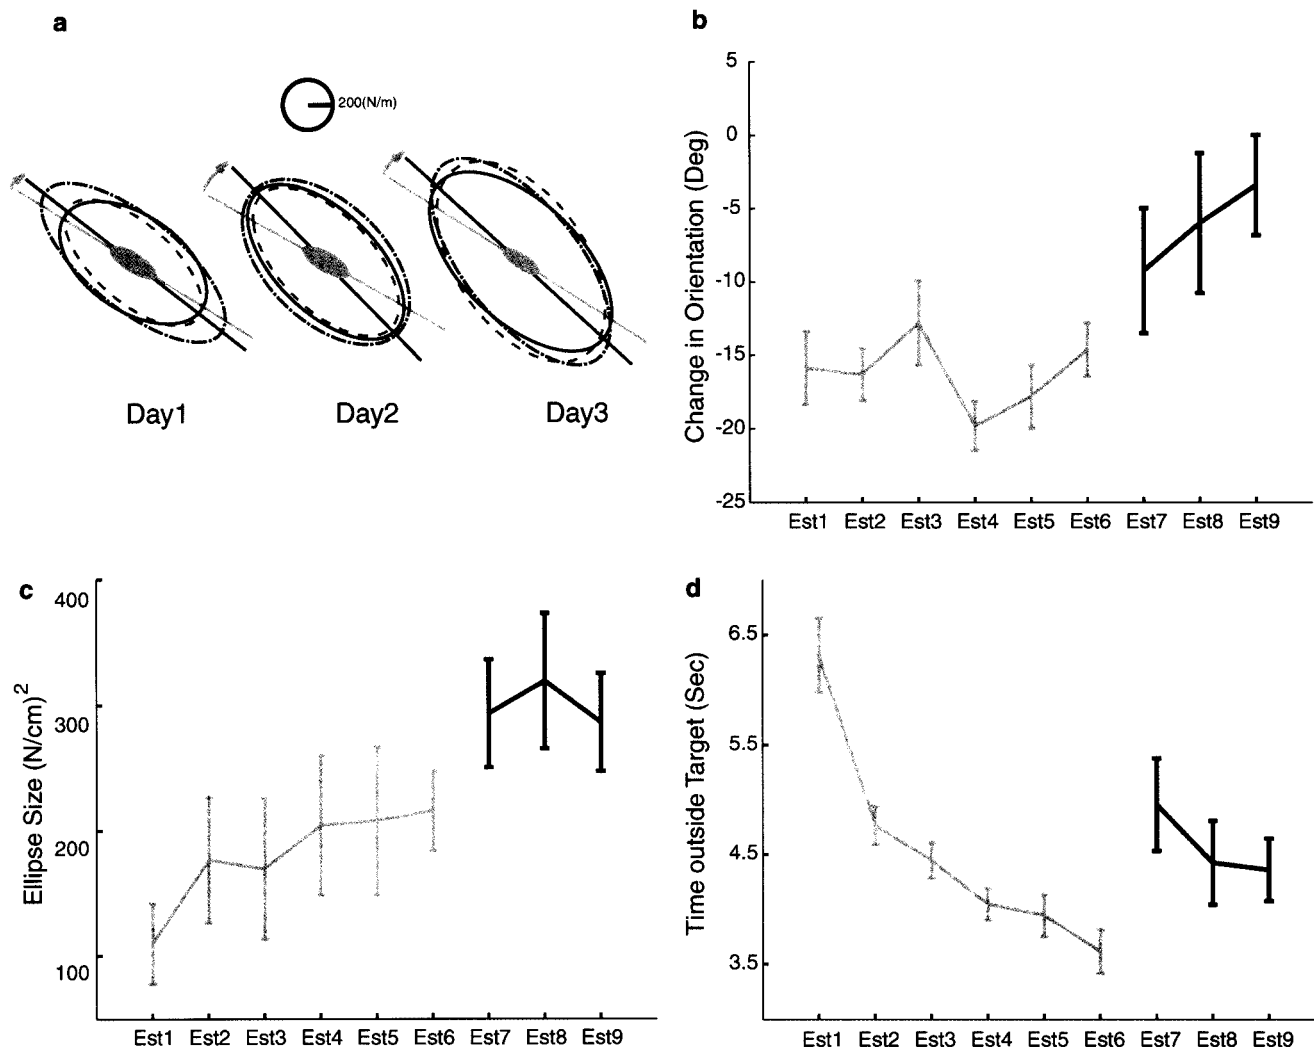 a
200(N/m)
Day1 Day2 Day3
b
Change in Orientation (Deg)
5
0
-5
-10
-15
-20
-25
Est1 Est2 Est3 Est4 Est5 Est6 Est7 Est8 Est9
c
Ellipse Size (N/cm)2
400
300
200
100
Est1 Est2 Est3 Est4 Est5 Est6 Est7 Est8 Est9
d
Time outside Target (Sec)
6.5
5.5
4.5
3.5
Est1 Est2 Est3 Est4 Est5 Est6 Est7 Est8 Est9